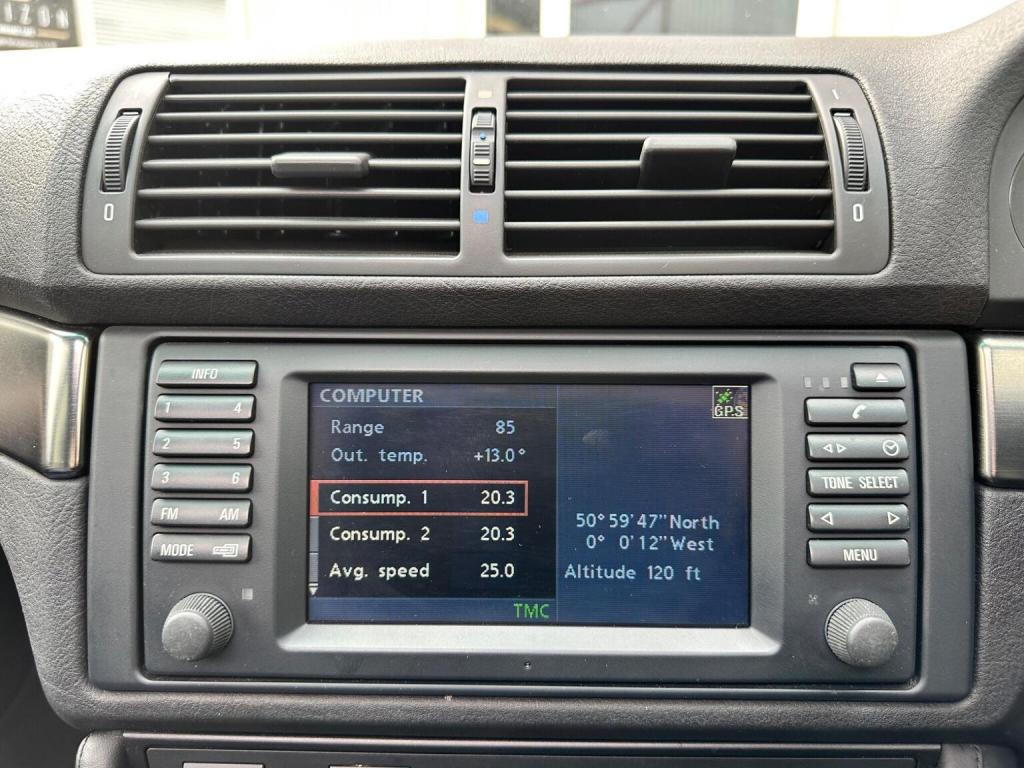 IZON
0
0
INFO
1 4
2 5
3 6
FM AM
MODE
COMPUTER
Range 85
Out. temp. +13.0°
Consump. 1 20.3
Consump. 2 20.3
Avg. speed 25.0
TMC
GPS
50°59'47"North
0° 0'12"West
Altitude 120 ft
TONE SELECT
MENU